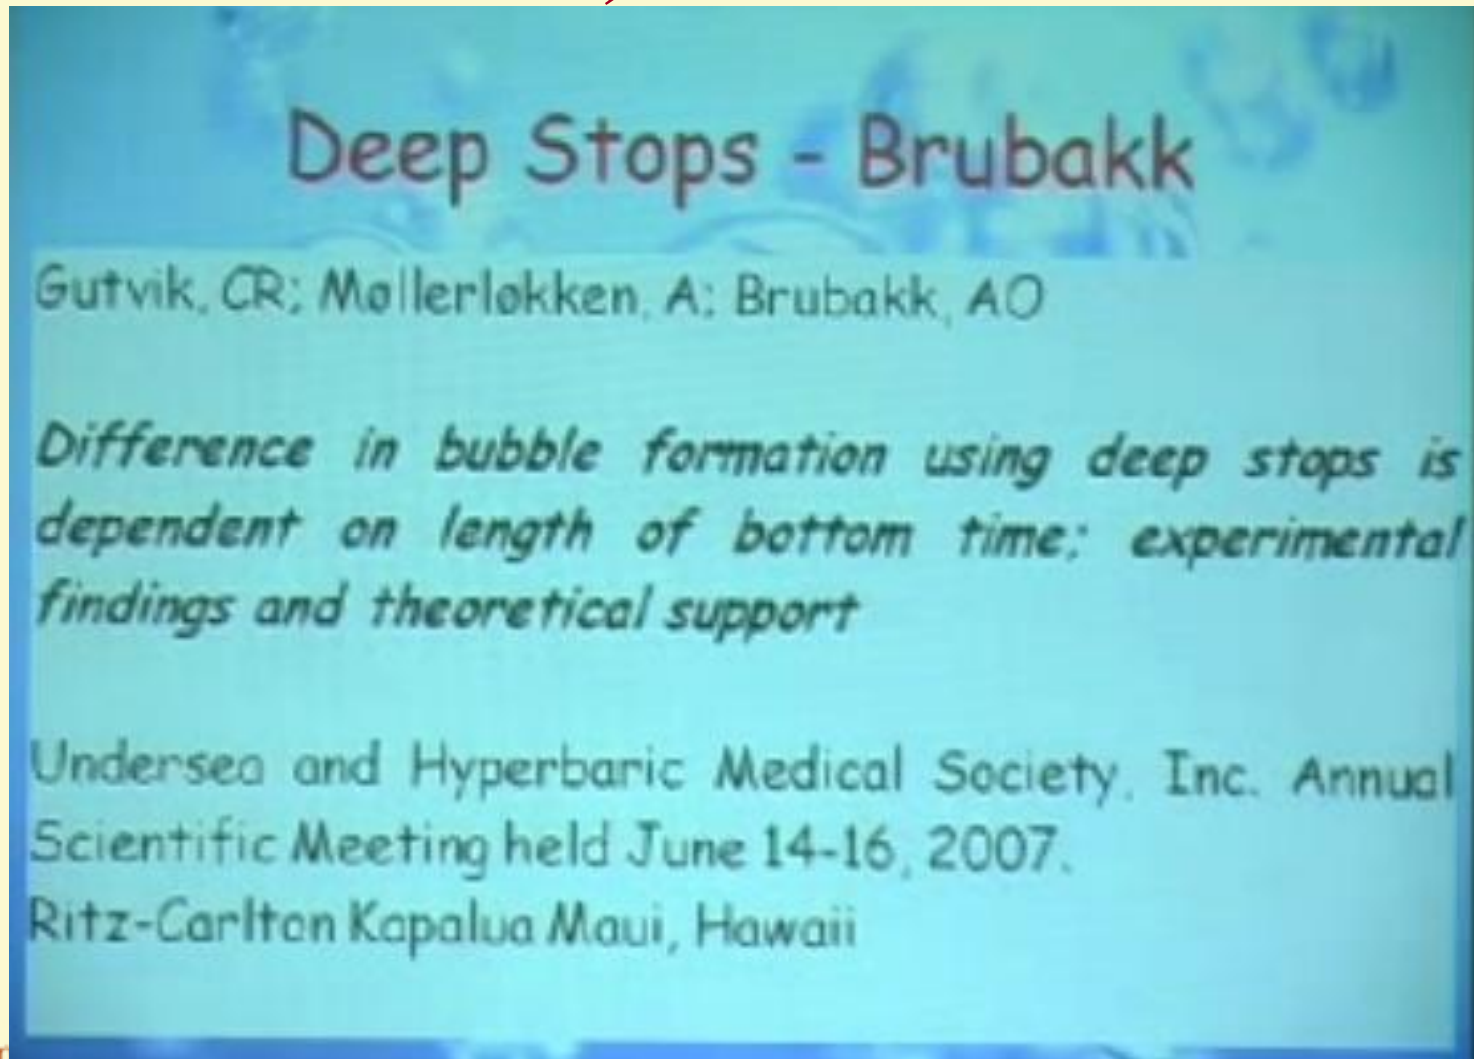 Deep Stops - Brubakk
Gutvik, CR; Møllerløkken, A; Brubakk, AO
Difference in bubble formation using deep stops is
dependent on length of bottom time; experimental
findings and theoretical support
Undersea and Hyperbaric Medical Society, Inc. Annual
Scientific Meeting held June 14-16, 2007.
Ritz-Carlton Kapalua Maui, Hawaii